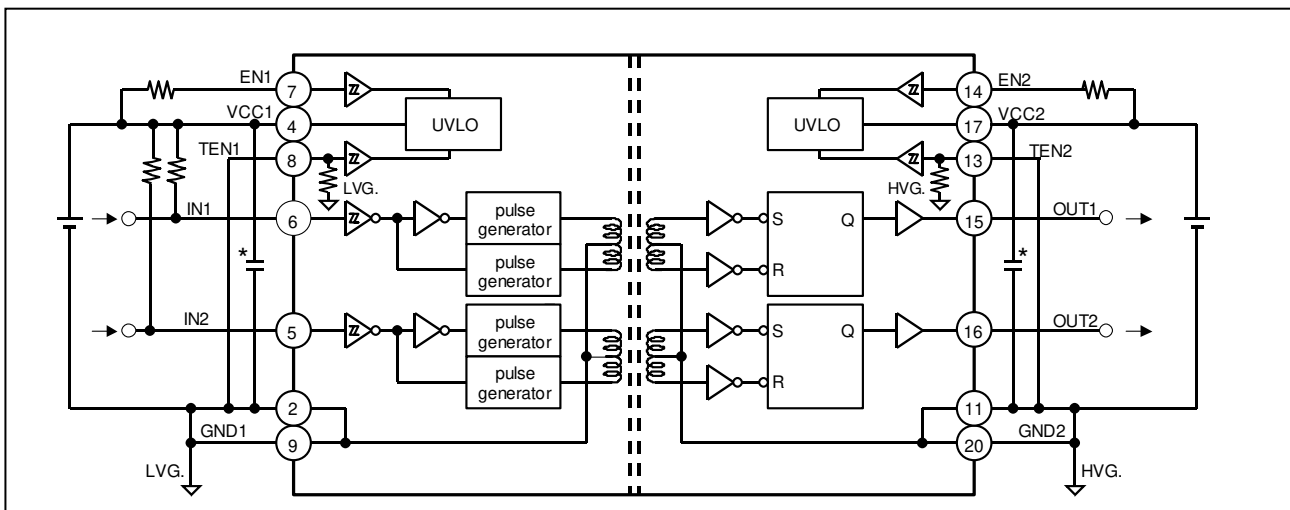 EN1
7
14
EN2
VCC1
4
UVLO
UVLO
17
VCC2
TEN1
8
13
TEN2
LVG.
HVG.
IN1
6
pulse
generator
S
Q
15
OUT1
*
pulse
generator
R
*
IN2
5
pulse
generator
S
Q
16
OUT2
pulse
generator
R
2
11
GND1
9
20
GND2
LVG.
HVG.